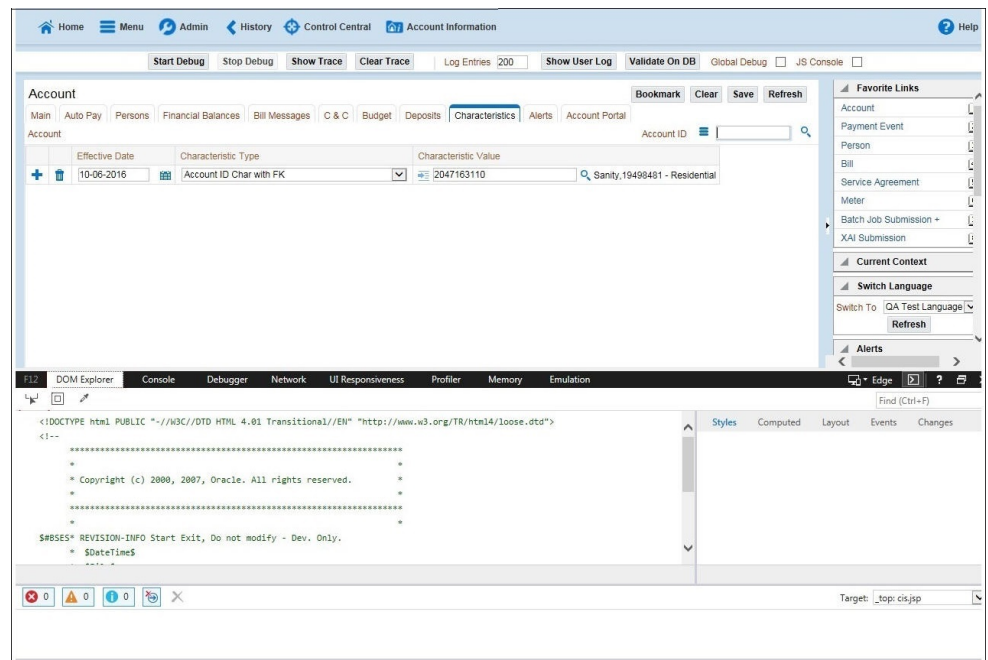 Home Menu Admin History Control Central Account Information Help
Start Debug Stop Debug Show Trace Clear Trace Log Entries 200 Show User Log Validate On DB Global Debug JS Console
Account Bookmark Clear Save Refresh
Main Auto Pay Persons Financial Balances Bill Messages C & C Budget Deposits Characteristics Alerts Account Portal
Account Account ID
Effective Date Characteristic Type Characteristic Value
10-06-2016 Account ID Char with FK 2047163110 Sanity,19498481 - Residential
Favorite Links
Account
Payment Event
Person
Bill
Service Agreement
Meter
Batch Job Submission +
XAI Submission
Current Context
Switch Language
Switch To QA Test Language
Refresh
Alerts
F12 DOM Explorer Console Debugger Network UI Responsiveness Profiler Memory Emulation Edge ?
Find (Ctrl+F)
<!DOCTYPE html PUBLIC "-//W3C//DTD HTML 4.01 Transitional//EN" "http://www.w3.org/TR/html4/loose.dtd">
<!--
*******************************************************************
* *
* Copyright (c) 2000, 2007, Oracle. All rights reserved. *
* *
*******************************************************************
* *
$#BSES* REVISION-INFO Start Exit, Do not modify - Dev. Only.
* $DateTime$
Styles Computed Layout Events Changes
0 0 0
Target: _top: cis.jsp